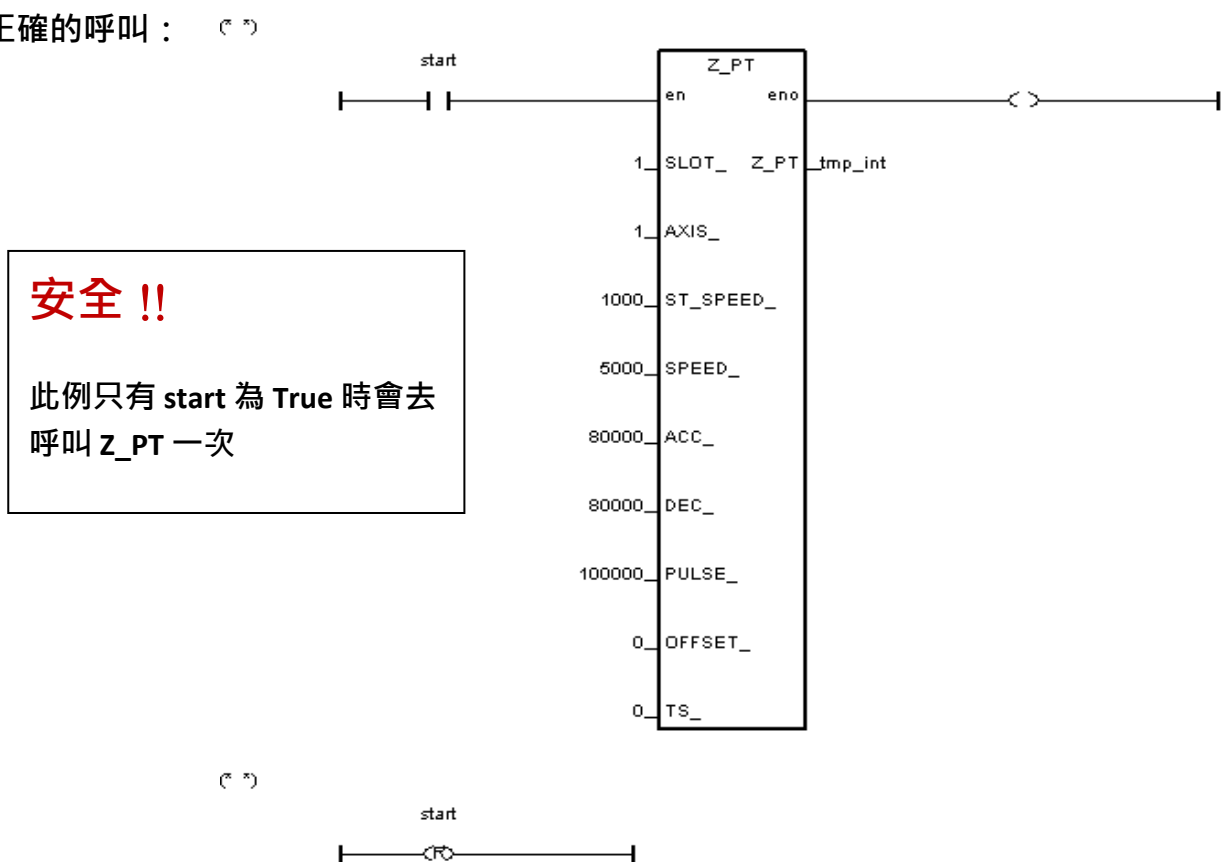 正確的呼叫：
(* *)
start
Z_PT
en eno
1 SLOT_ Z_PT tmp_int
1 AXIS_
1000 ST_SPEED_
5000 SPEED_
80000 ACC_
80000 DEC_
100000 PULSE_
0 OFFSET_
0 TS_
安全 !!
此例只有 start 為 True 時會去
呼叫 Z_PT 一次
(* *)
start
(R)